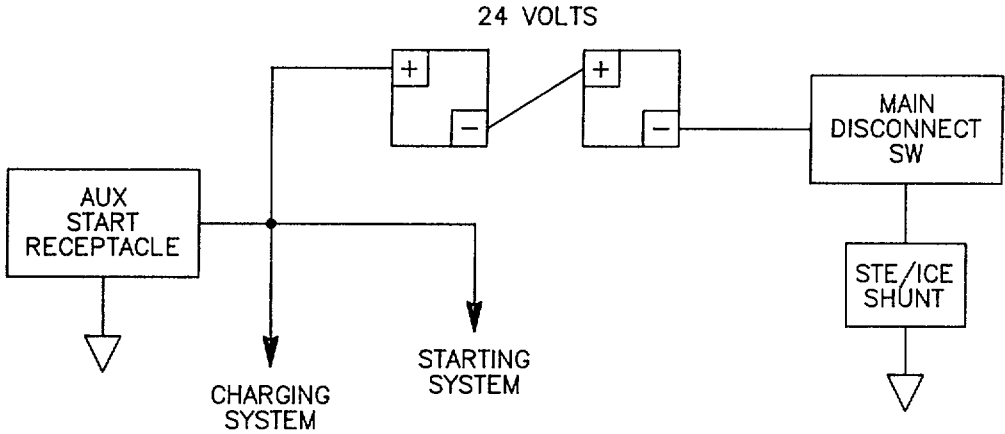 24 VOLTS
+
−
+
−
MAIN
DISCONNECT
SW
AUX
START
RECEPTACLE
STE/ICE
SHUNT
STARTING
SYSTEM
CHARGING
SYSTEM